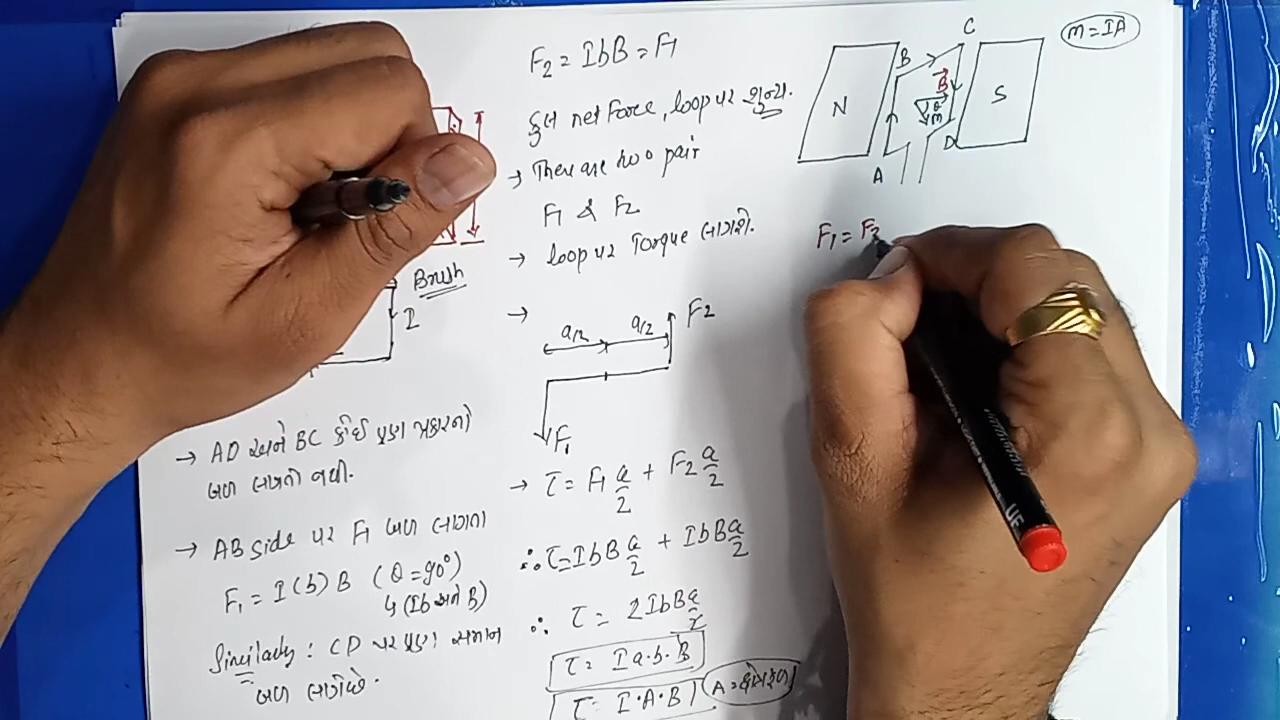 Brush
I
→ AD અને BC કોઈ પણ પ્રકારનો
બળ લાગતો નથી.
→ AB side પર F1 બળ લાગતા
F1 = I(b)B (θ=90°)
(Ib અને B)
Similarly : CD પર પણ સમાન
બળ લાગેછે.
F2 = IbB = F1
કુલ net force, loop પર શૂન્ય.
→ There are two pair
F1 & F2
→ loop પર Torque લાગશે.
→ a/2 a/2 F2
F1
→ τ = F1 a/2 + F2 a/2
∴ τ = IbB a/2 + IbB a/2
∴ τ = 2IbB a/2
τ = I a·b·B
τ = I·A·B (A = ક્ષેત્રફળ)
m = IA
N B C S
B θ m
A D
F1 = F2
UF